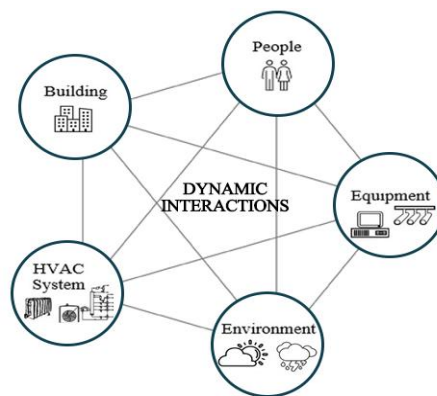 People
Building
DYNAMIC
INTERACTIONS
Equipment
HVAC
System
Environment